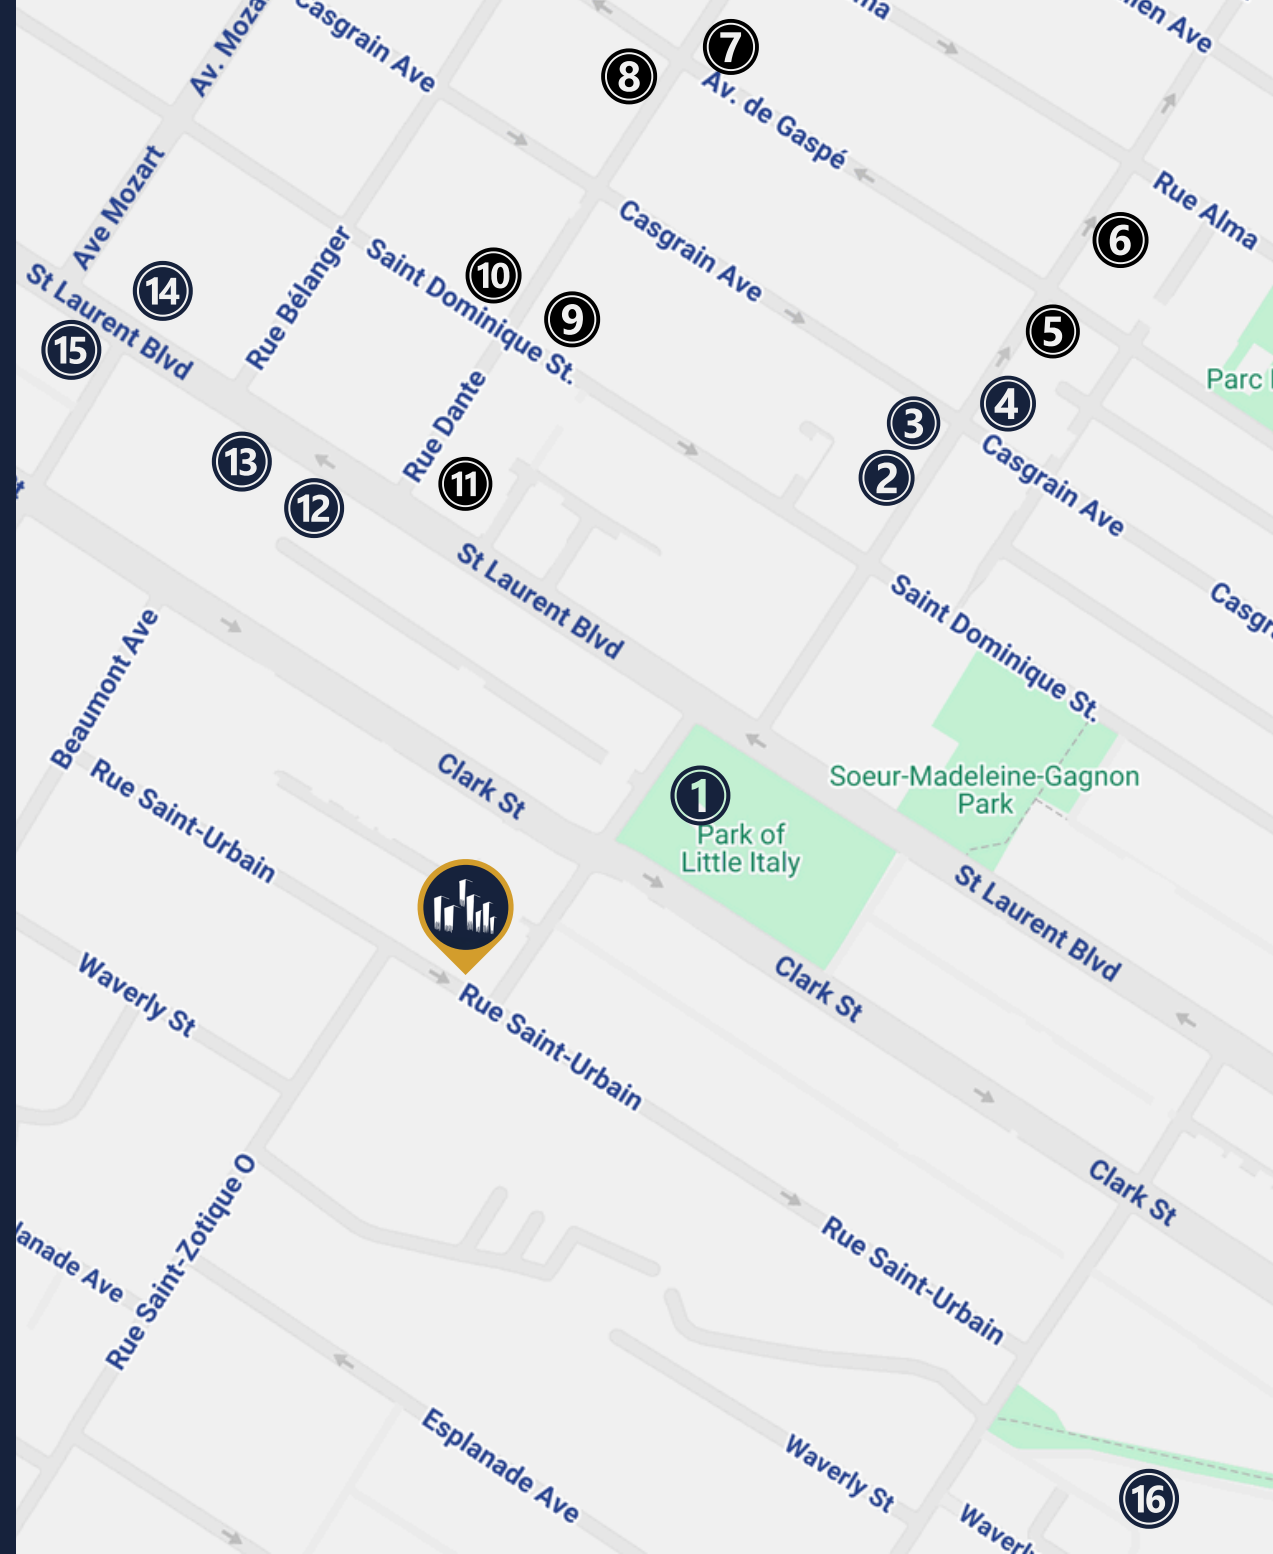 Casgrain Ave
Av. Mozart
7
8
Av. de Gaspé
Rue Alma
6
Ave Mozart
Casgrain Ave
Saint Dominique St.
10
9
Rue Bélanger
St Laurent Blvd
14
15
5
Parc
4
3
2
Casgrain Ave
Rue Dante
13
12
11
St Laurent Blvd
Saint Dominique St.
Beaumont Ave
Clark St
Rue Saint-Urbain
1
Park of
Little Italy
Soeur-Madeleine-Gagnon
Park
St Laurent Blvd
Clark St
Waverly St
Rue Saint-Urbain
Rue Saint-Zotique O
Clark St
Rue Saint-Urbain
Esplanade Ave
Waverly St
16